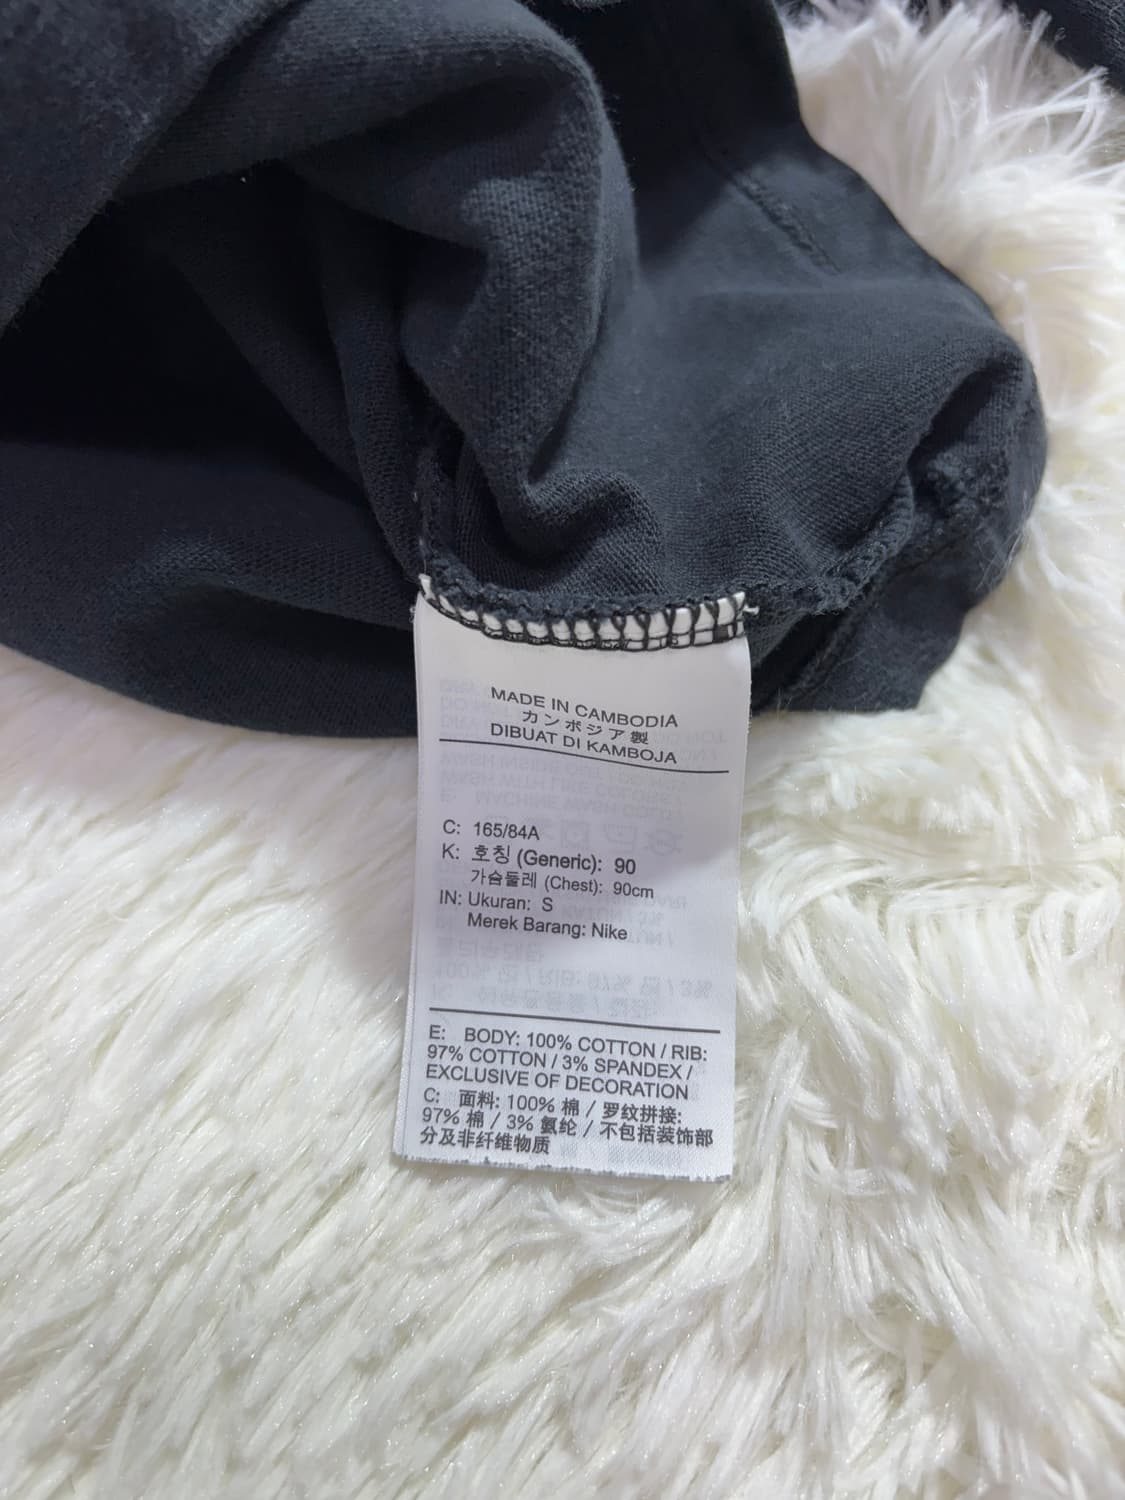 MADE IN CAMBODIA
カンボジア製
DIBUAT DI KAMBOJA
C: 165/84A
K: 호칭 (Generic): 90
가슴둘레 (Chest): 90cm
IN: Ukuran: S
Merek Barang: Nike
E: BODY: 100% COTTON / RIB:
97% COTTON / 3% SPANDEX /
EXCLUSIVE OF DECORATION
C: 面料: 100% 棉 / 罗纹拼接:
97% 棉 / 3% 氨纶 / 不包括装饰部
分及非纤维物质